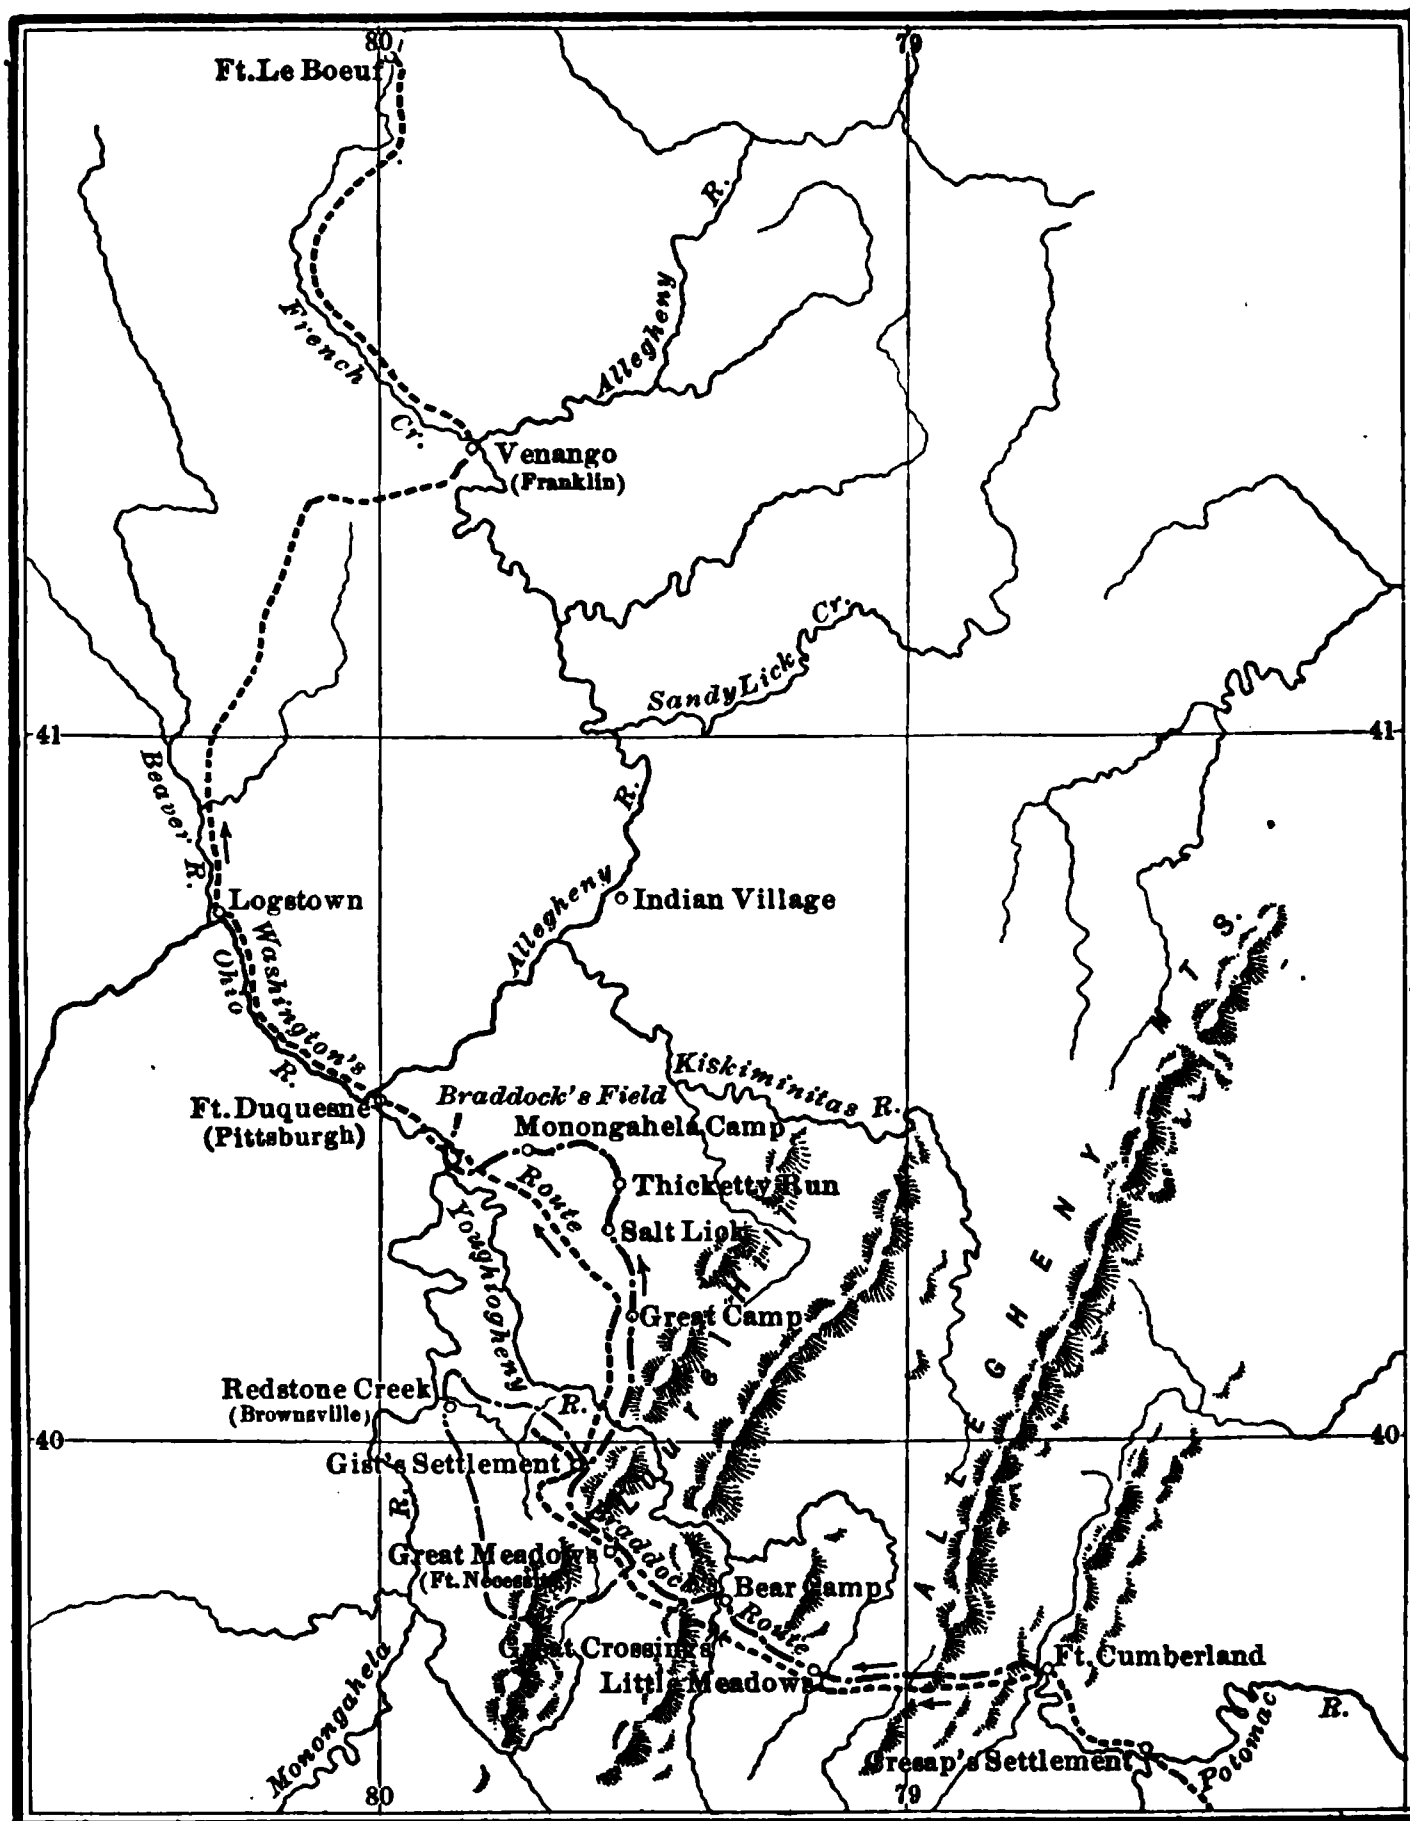 80
79
Ft. Le Boeuf
R.
Allegheny
French
Cr.
Venango
(Franklin)
Cr.
Sandy Lick
41
41
Beaver R.
R.
Allegheny
Indian Village
Logstown
Washington's
Ohio
R.
Kiskiminitas R.
Braddock's Field
Ft. Duquesne
(Pittsburgh)
Monongahela Camp
Route
Thicketty Run
Salt Lick
Youghiogheny
R.
Great Camp
ALLEGHENY MTS.
Redstone Creek
(Brownsville)
40
40
Gist's Settlement
R.
Braddock's
Route
Great Meadows
(Ft. Necessity)
Bear Camp
Great Crossings
Little Meadows
Ft. Cumberland
Monongahela
Cresap's Settlement
Potomac
R.
80
79